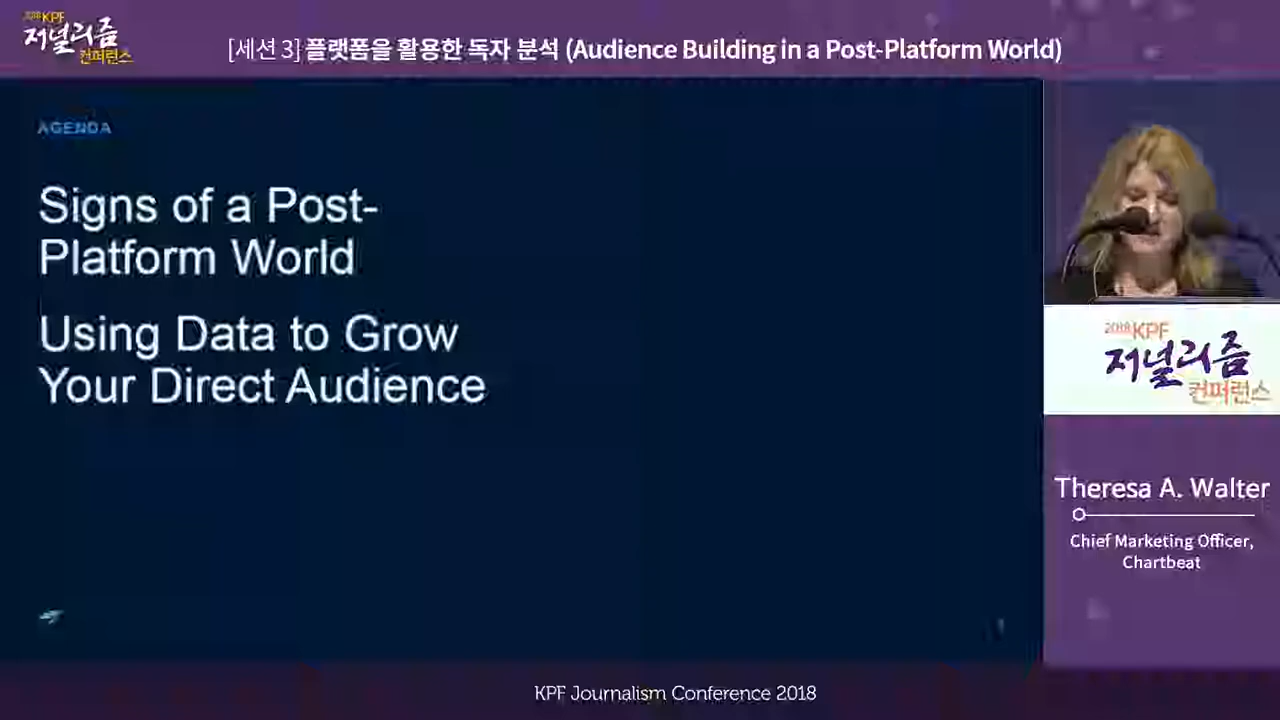 2018 KPF
저널리즘
컨퍼런스
[세션 3] 플랫폼을 활용한 독자 분석 (Audience Building in a Post-Platform World)
AGENDA
Signs of a Post-
Platform World
Using Data to Grow
Your Direct Audience
2018 KPF
저널리즘
컨퍼런스
Theresa A. Walter
Chief Marketing Officer,
Chartbeat
KPF Journalism Conference 2018